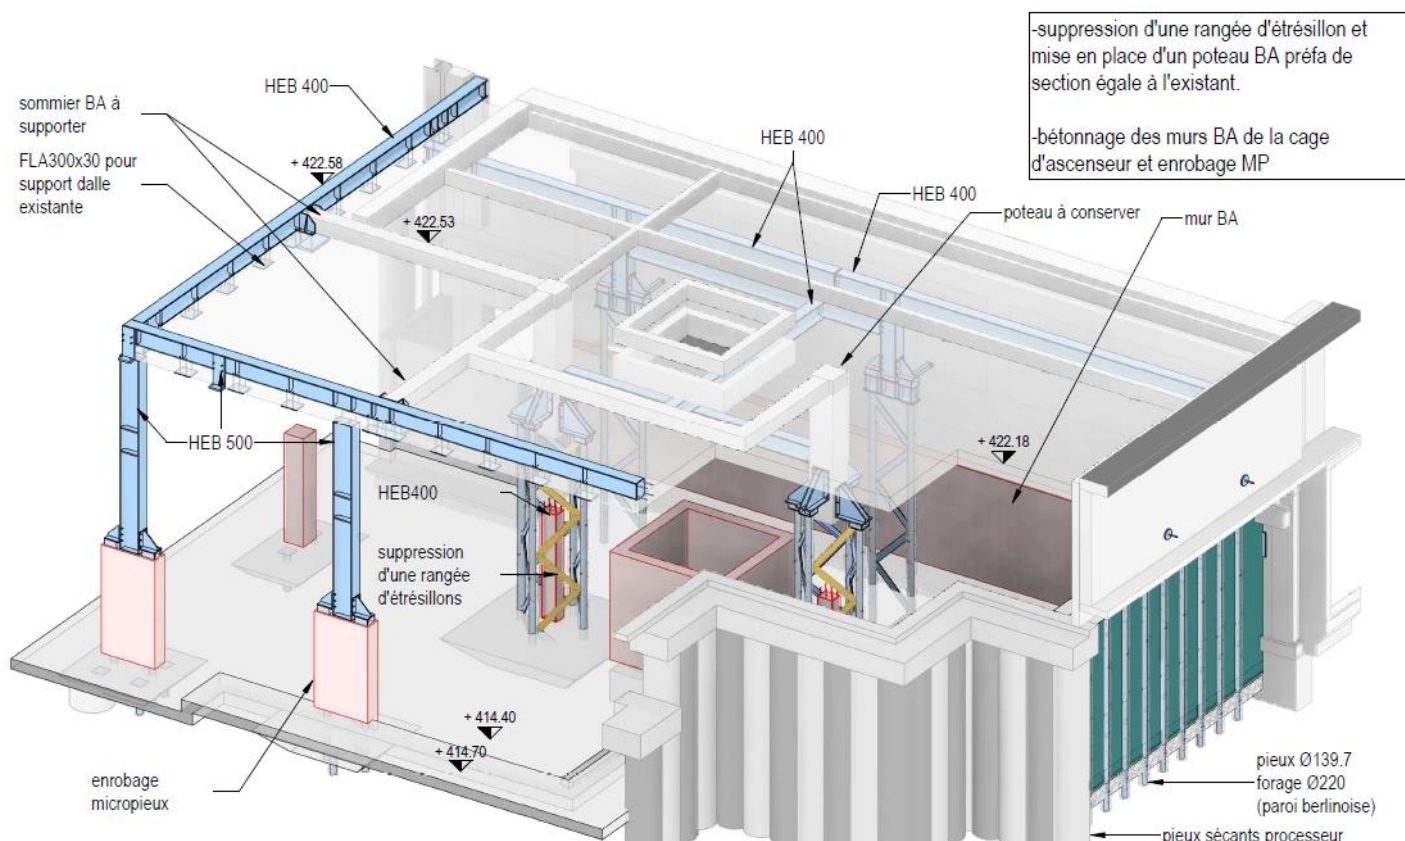 -suppression d'une rangée d'étrésillon et
mise en place d'un poteau BA préfa de
section égale à l'existant.
-bétonnage des murs BA de la cage
d'ascenseur et enrobage MP
HEB 400
sommier BA à
supporter
FLA300x30 pour
support dalle
existante
+ 422.58
+ 422.53
HEB 400
HEB 400
poteau à conserver
mur BA
+ 422.18
HEB 500
HEB400
suppression
d'une rangée
d'étrésillons
+ 414.40
+ 414.70
enrobage
micropieux
pieux Ø139.7
forage Ø220
(paroi berlinoise)
pieux sécants processeur